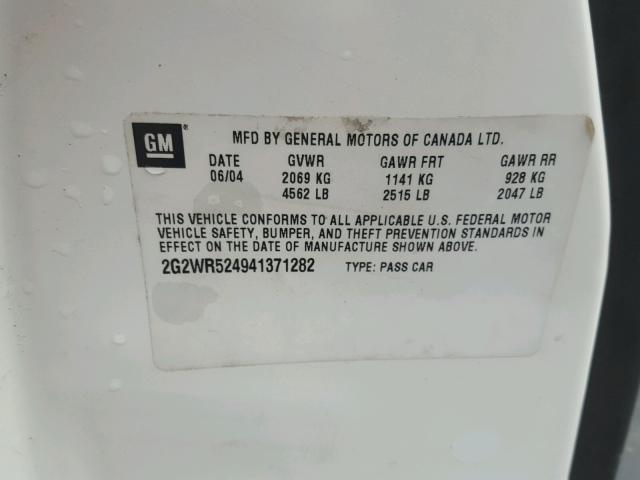 GM ® MFD BY GENERAL MOTORS OF CANADA LTD.
DATE GVWR GAWR FRT GAWR RR
06/04 2069 KG 1141 KG 928 KG
4562 LB 2515 LB 2047 LB
THIS VEHICLE CONFORMS TO ALL APPLICABLE U.S. FEDERAL MOTOR
VEHICLE SAFETY, BUMPER, AND THEFT PREVENTION STANDARDS IN
EFFECT ON THE DATE OF MANUFACTURE SHOWN ABOVE.
2G2WR524941371282 TYPE: PASS CAR